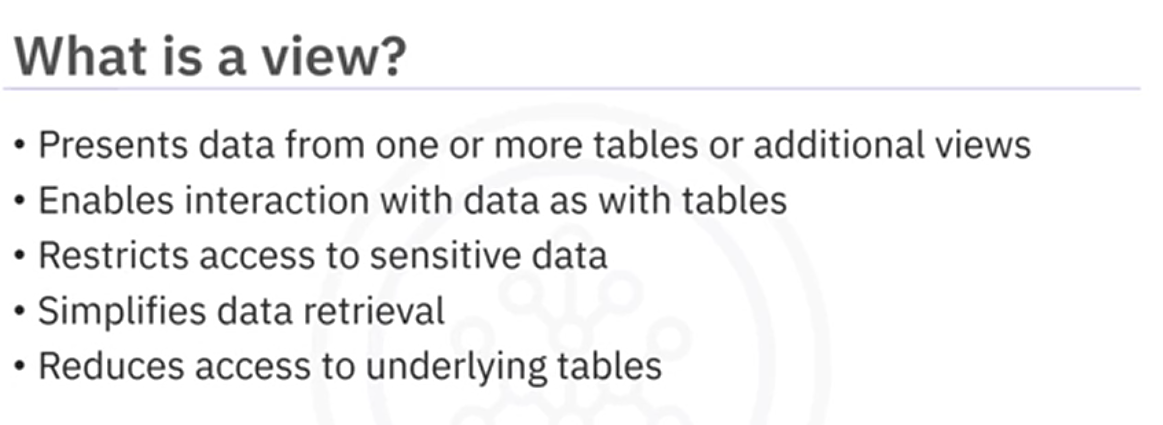 What is a view?
• Presents data from one or more tables or additional views
• Enables interaction with data as with tables
• Restricts access to sensitive data
• Simplifies data retrieval
• Reduces access to underlying tables